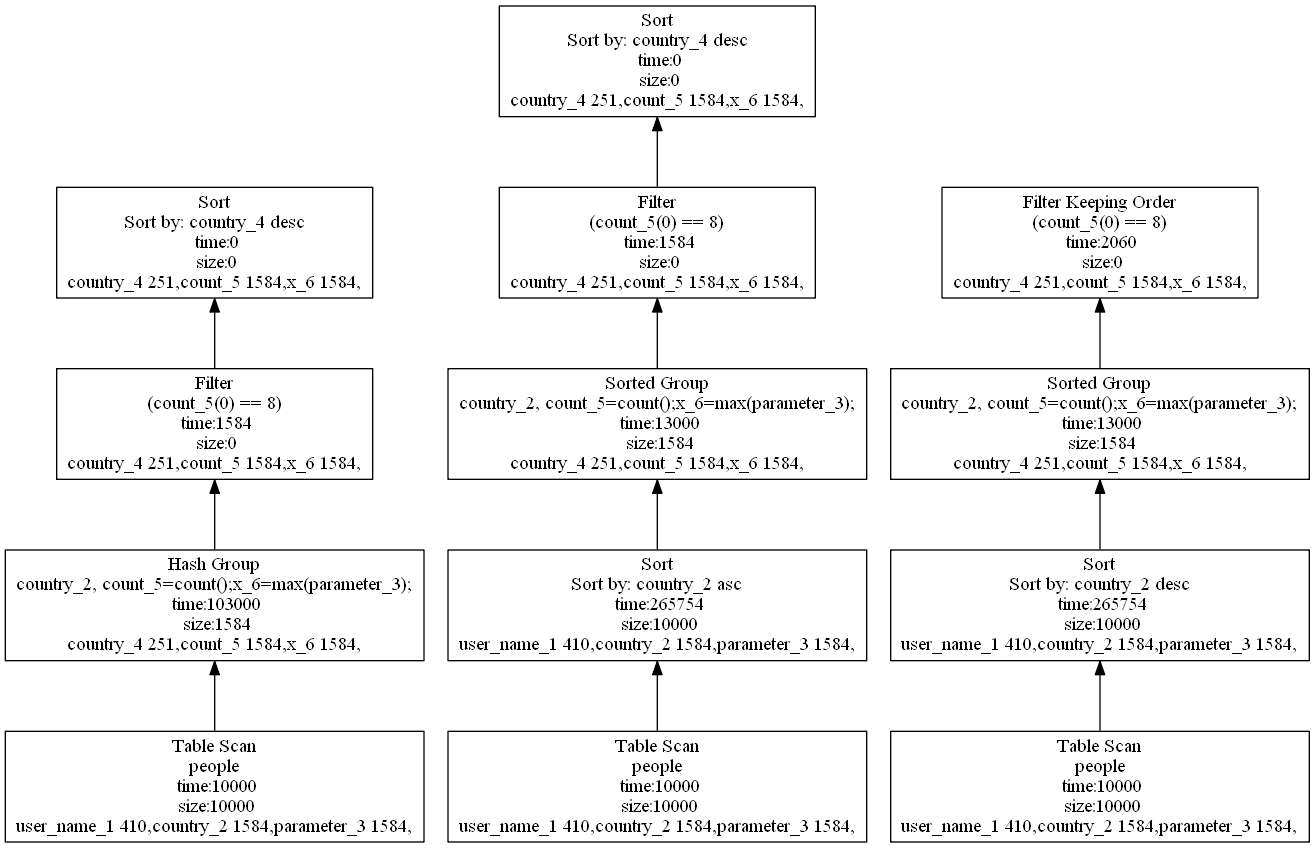 Sort
Sort by: country_4 desc
time:0
size:0
country_4 251,count_5 1584,x_6 1584,
Sort
Sort by: country_4 desc
time:0
size:0
country_4 251,count_5 1584,x_6 1584,
Filter
(count_5(0) == 8)
time:1584
size:0
country_4 251,count_5 1584,x_6 1584,
Filter Keeping Order
(count_5(0) == 8)
time:2060
size:0
country_4 251,count_5 1584,x_6 1584,
Filter
(count_5(0) == 8)
time:1584
size:0
country_4 251,count_5 1584,x_6 1584,
Sorted Group
country_2, count_5=count();x_6=max(parameter_3);
time:13000
size:1584
country_4 251,count_5 1584,x_6 1584,
Sorted Group
country_2, count_5=count();x_6=max(parameter_3);
time:13000
size:1584
country_4 251,count_5 1584,x_6 1584,
Hash Group
country_2, count_5=count();x_6=max(parameter_3);
time:103000
size:1584
country_4 251,count_5 1584,x_6 1584,
Sort
Sort by: country_2 asc
time:265754
size:10000
user_name_1 410,country_2 1584,parameter_3 1584,
Sort
Sort by: country_2 desc
time:265754
size:10000
user_name_1 410,country_2 1584,parameter_3 1584,
Table Scan
people
time:10000
size:10000
user_name_1 410,country_2 1584,parameter_3 1584,
Table Scan
people
time:10000
size:10000
user_name_1 410,country_2 1584,parameter_3 1584,
Table Scan
people
time:10000
size:10000
user_name_1 410,country_2 1584,parameter_3 1584,